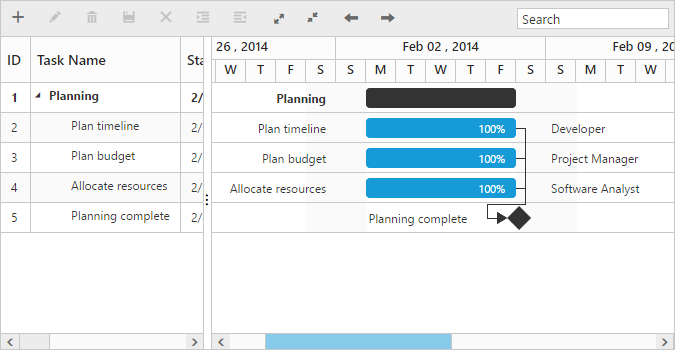 Search
ID Task Name Sta
26 , 2014 Feb 02 , 2014 Feb 09 , 20
W T F S S M T W T F S S M T W
1 Planning 2/
Planning
2 Plan timeline 2/
Plan timeline 100% Developer
3 Plan budget 2/
Plan budget 100% Project Manager
4 Allocate resources 2/
Allocate resources 100% Software Analyst
5 Planning complete 2/
Planning complete